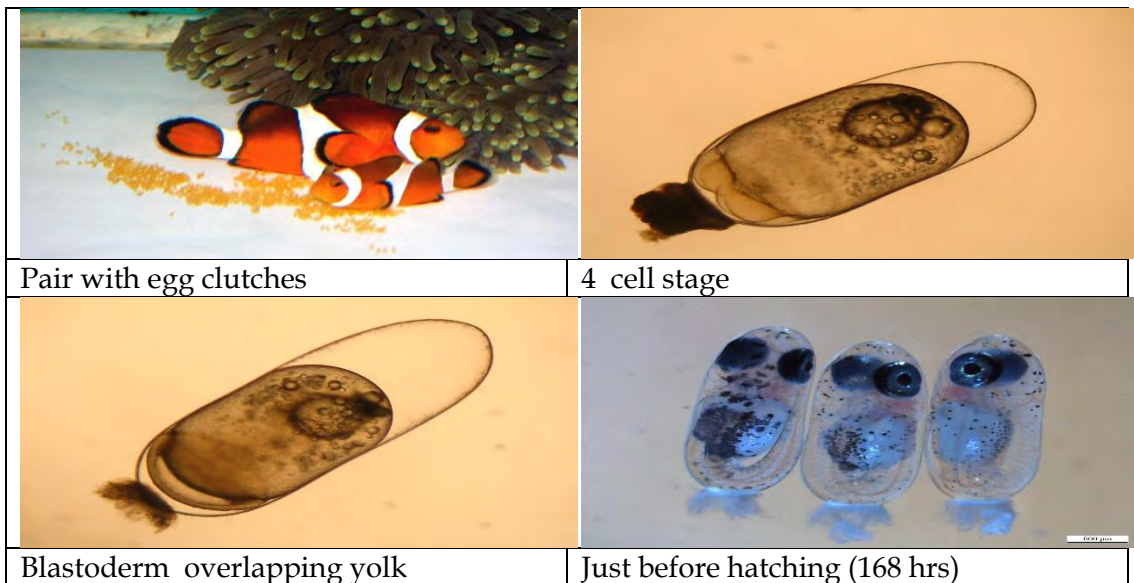 Pair with egg clutches
4 cell stage
Blastoderm overlapping yolk
Just before hatching (168 hrs)